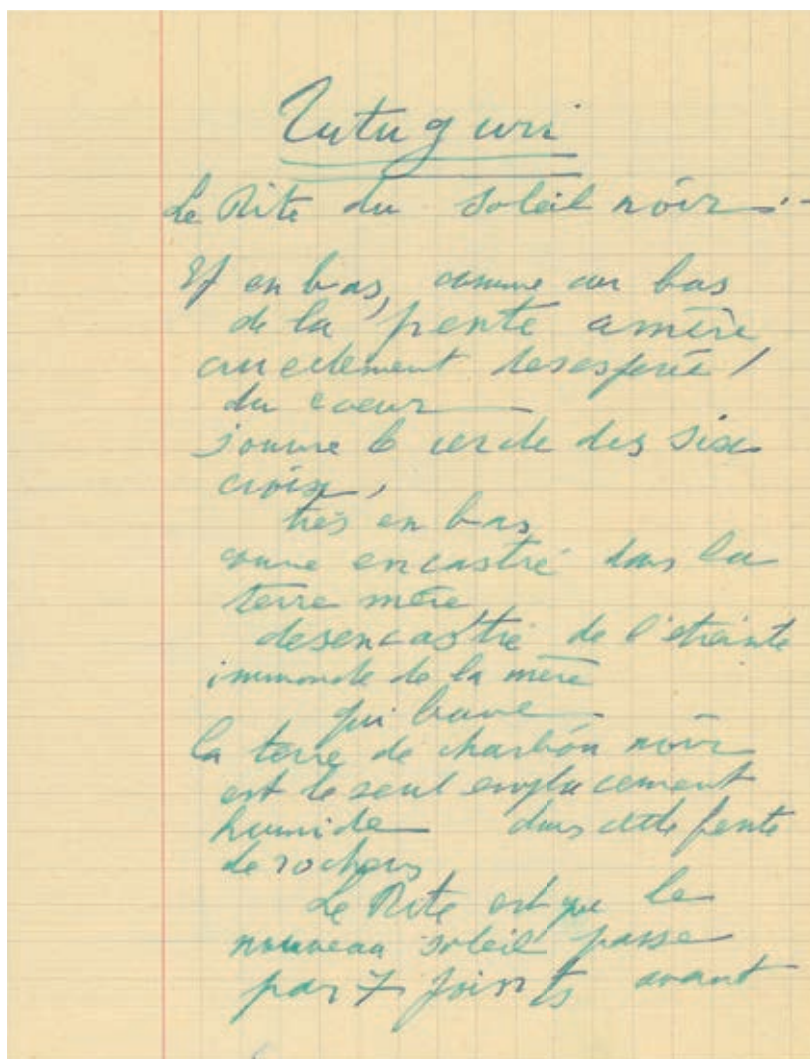 Tutuguri
Le Rite du soleil noir :-
Et en bas, comme au bas
de la pente amère
cruellement desesperée
du coeur
s'ouvre le cercle des six
croix,
très en bas
comme encastré dans la
terre mère,
desencastré de l'étreinte
immonde de la mère
qui bave.
La terre de charbon noir
est le seul emplacement
humide dans cette fente
de rochers
Le Rite est que le
nouveau soleil passe
par 7 points avant